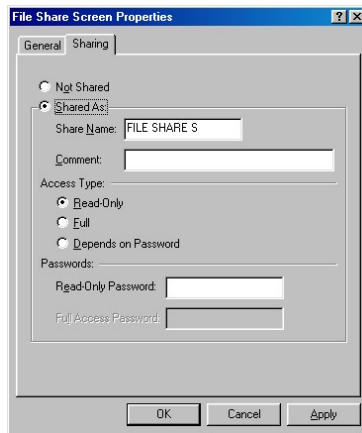 File Share Screen Properties
General Sharing
Not Shared
Shared As:
Share Name: FILE SHARE S
Comment:
Access Type:
Read-Only
Full
Depends on Password
Passwords:
Read-Only Password:
Full Access Password:
OK Cancel Apply